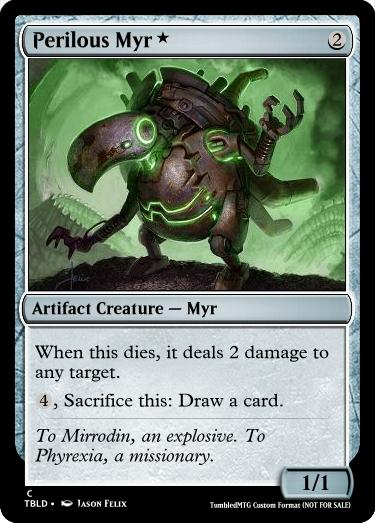 Perilous Myr★ 2
Felix
Artifact Creature — Myr
When this dies, it deals 2 damage to
any target.
4, Sacrifice this: Draw a card.
To Mirrodin, an explosive. To
Phyrexia, a missionary.
1/1
C
TBLD • Jason Felix
TumbledMTG Custom Format (NOT FOR SALE)